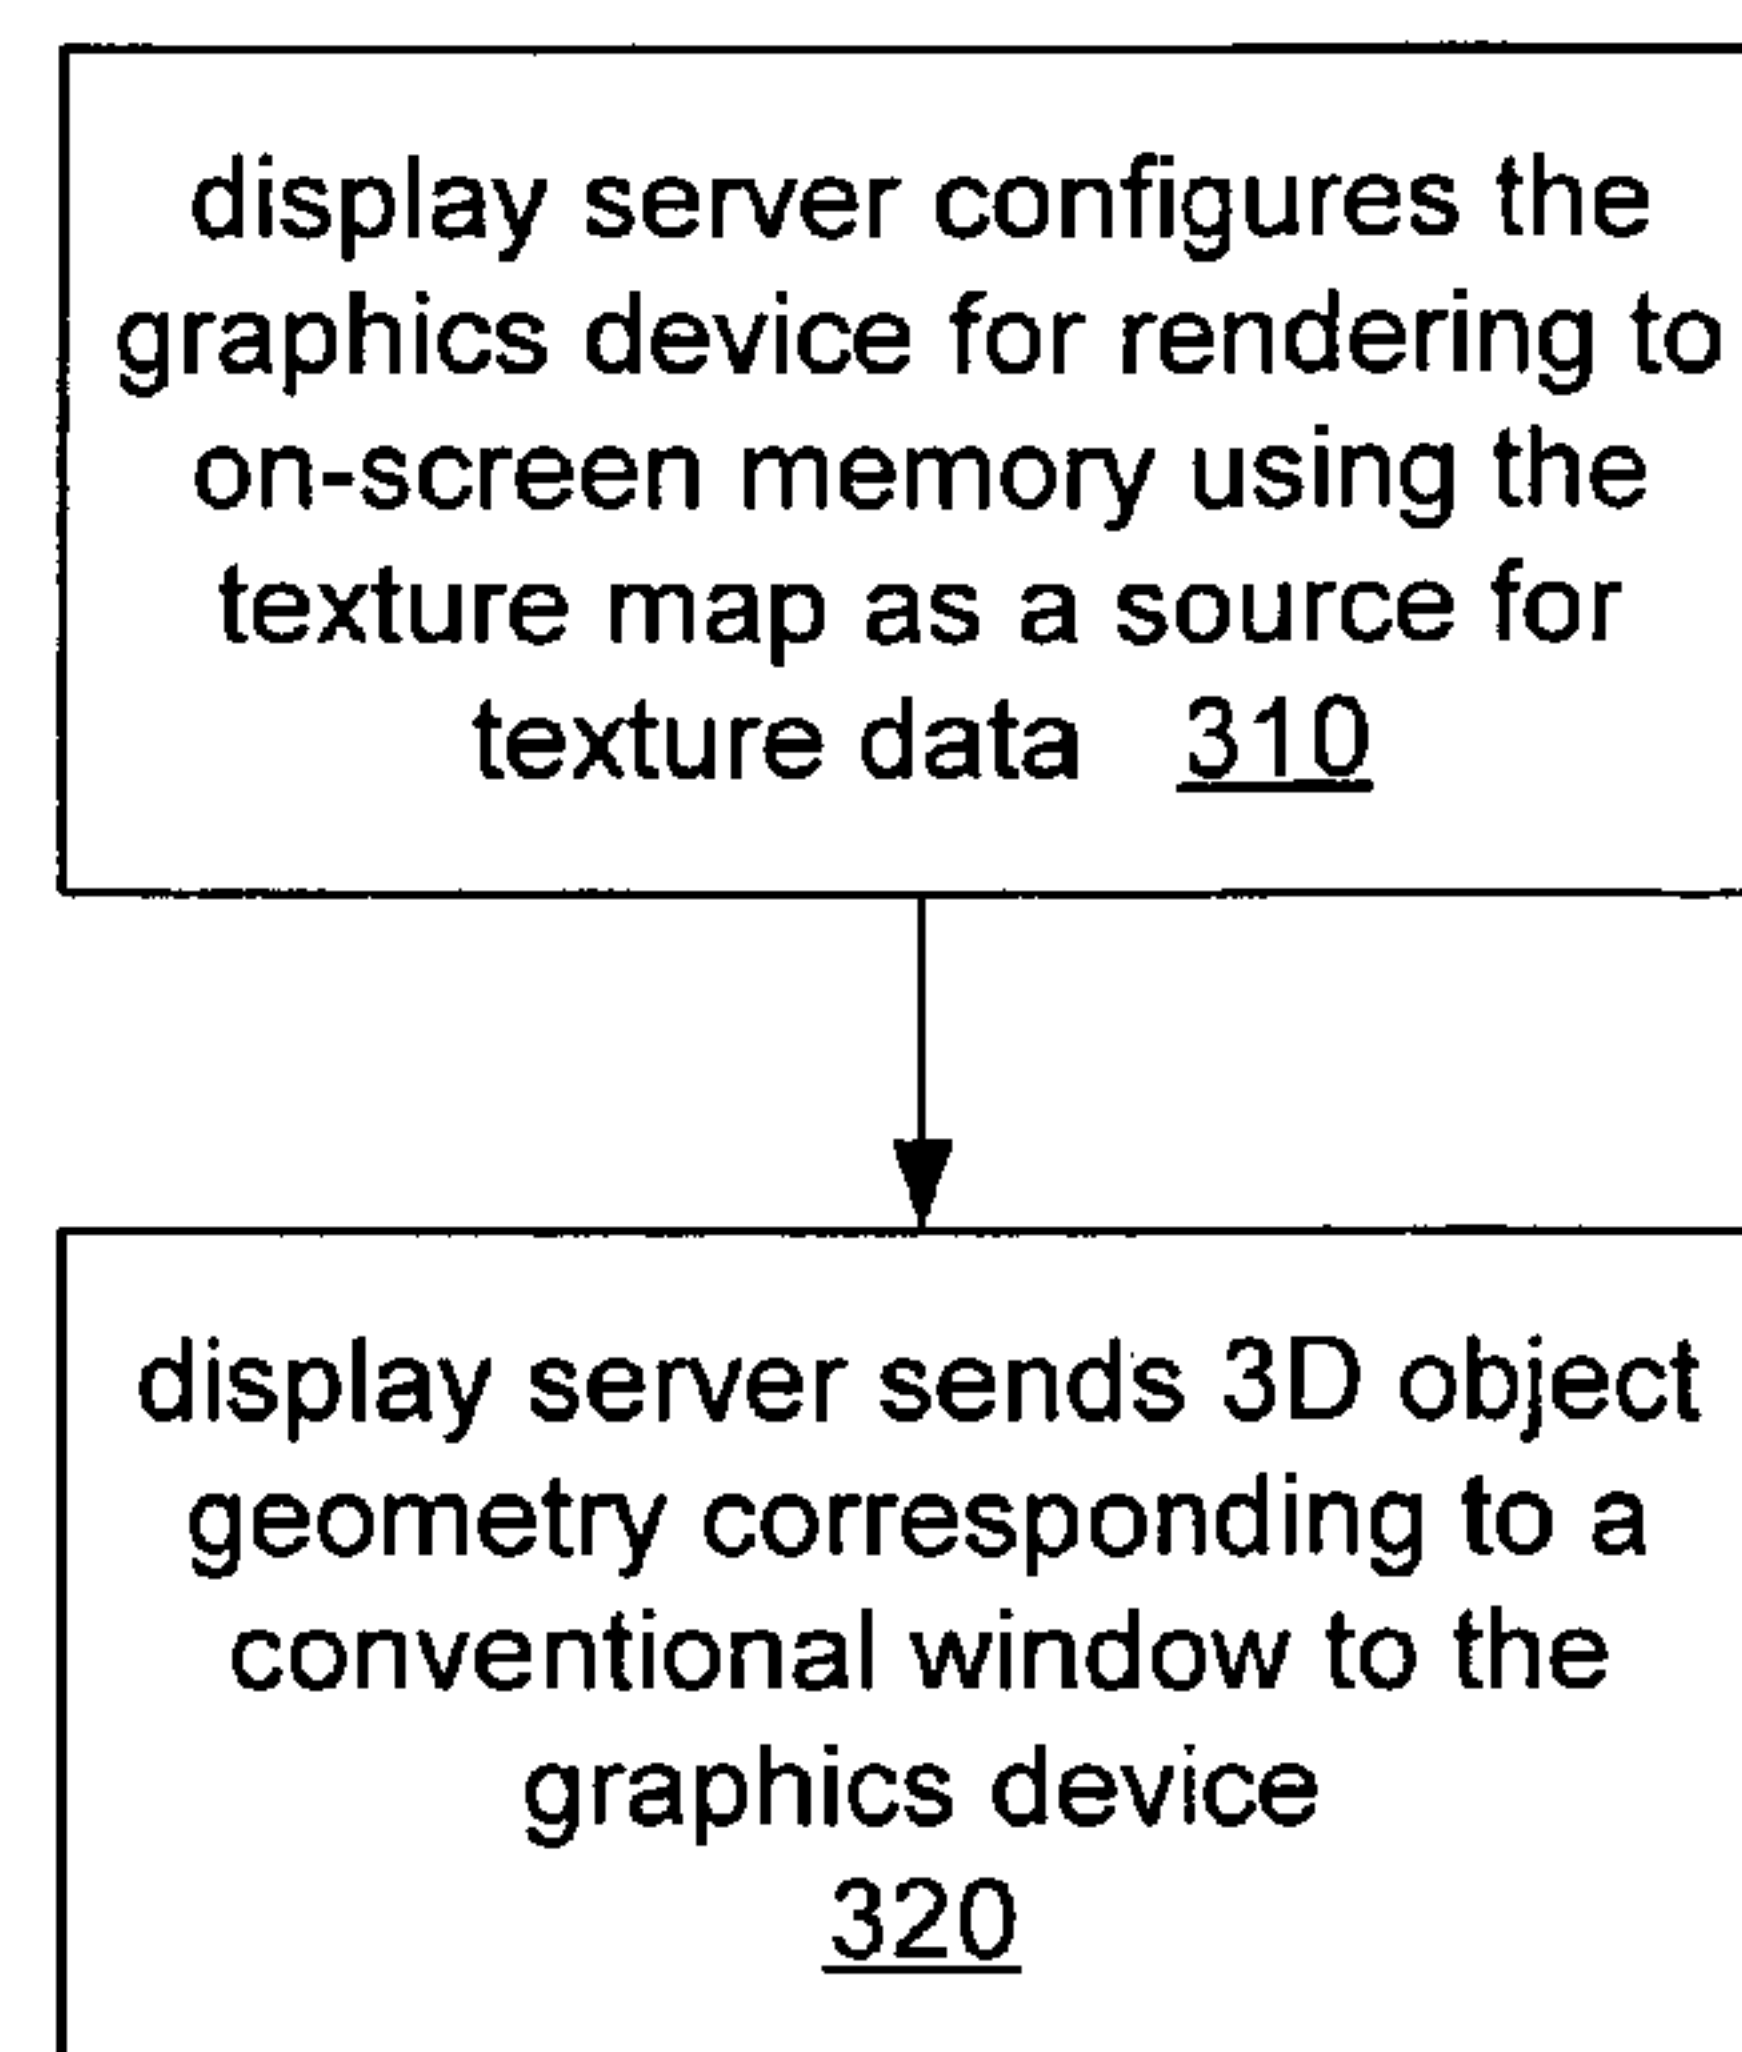 display server configures the
graphics device for rendering to
on-screen memory using the
texture map as a source for
texture data 310
display server sends 3D object
geometry corresponding to a
conventional window to the
graphics device
320